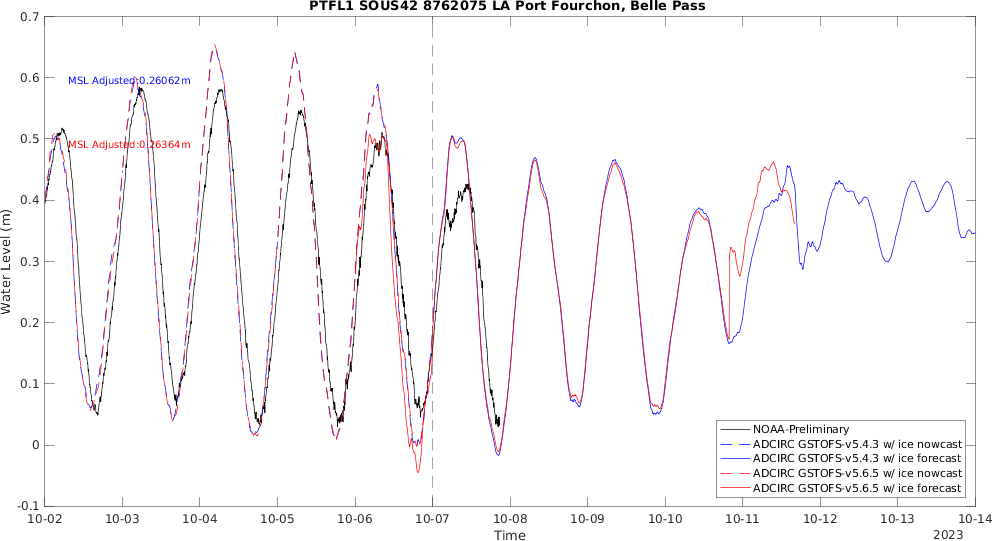 PTFL1 SOUS42 8762075 LA Port Fourchon, Belle Pass
0.7
0.6
0.5
0.4
0.3
0.2
0.1
0
-0.1
Water Level (m)
MSL Adjusted:0.26062m
MSL Adjusted:0.26364m
NOAA-Preliminary
ADCIRC GSTOFS-v5.4.3 w/ ice nowcast
ADCIRC GSTOFS-v5.4.3 w/ ice forecast
ADCIRC GSTOFS-v5.6.5 w/ ice nowcast
ADCIRC GSTOFS-v5.6.5 w/ ice forecast
10-02 10-03 10-04 10-05 10-06 10-07 10-08 10-09 10-10 10-11 10-12 10-13 10-14
Time
2023